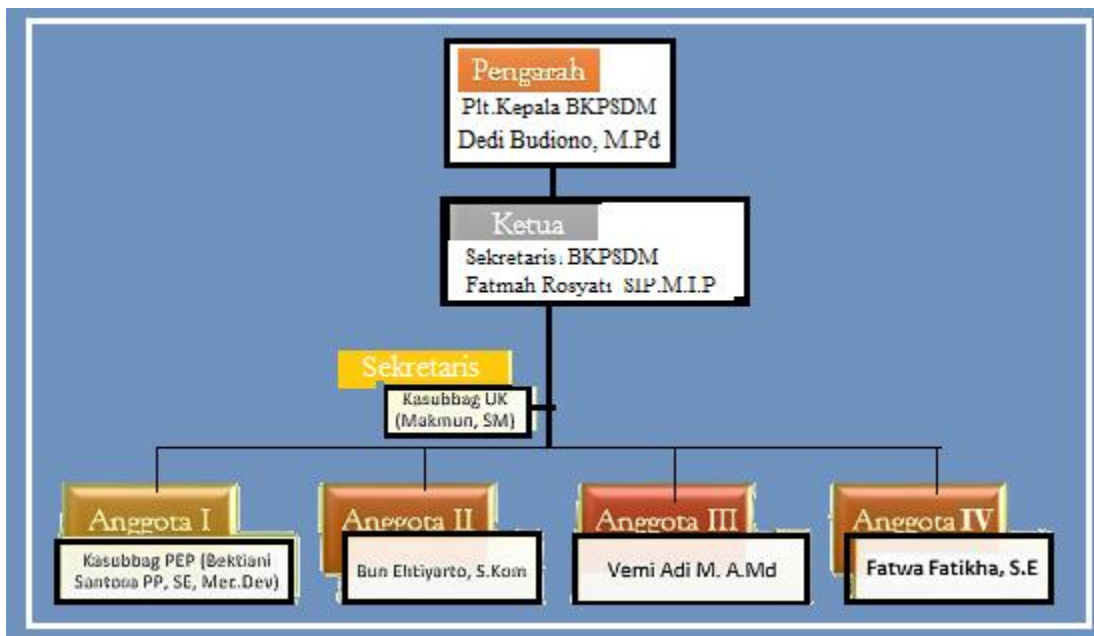 Pengarah
Plt.Kepala BKPSDM
Dedi Budiono, M.Pd
Ketua
Sekretaris. BKPSDM
Fatmah Rosyati SIP.M.I.P
Sekretaris
Kasubbag UK
(Makmun, SM)
Anggota I
Kasubbag PEP (Bektiani
PP, SE, Mec.Dev)
Anggota II
Bun S.Kom
Anggota III
Vemi Adi M. A.Md
Anggota IV
Fatwa Fatikha, S.E